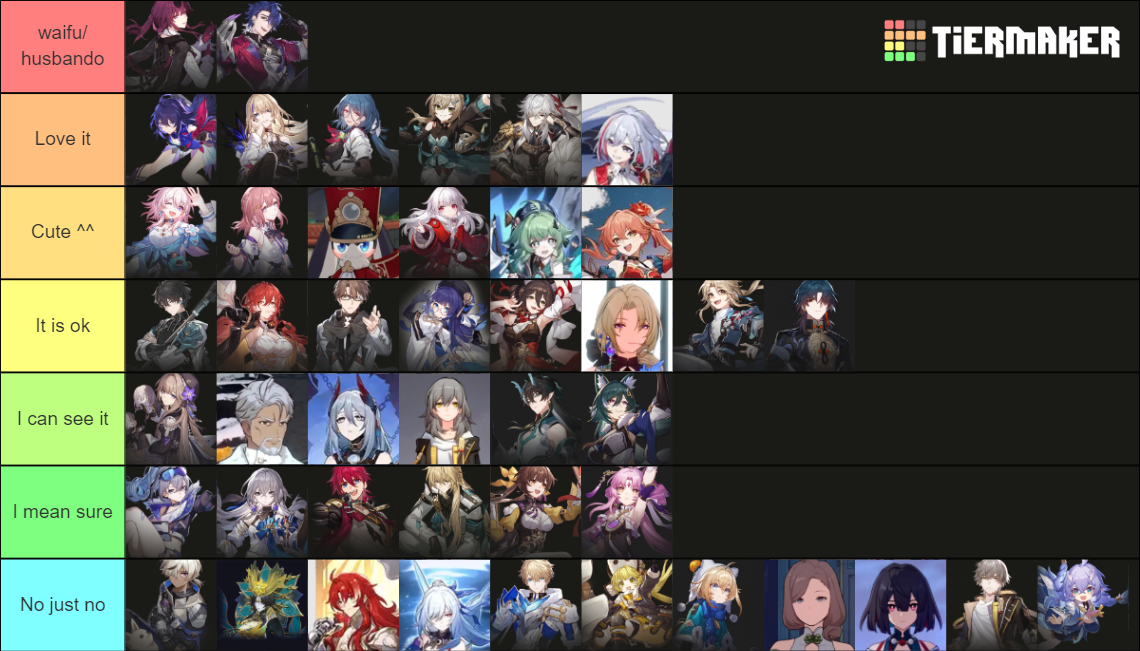 waifu/
husbando
TiERMAKER
Love it
Cute ^^
It is ok
I can see it
I mean sure
No just no